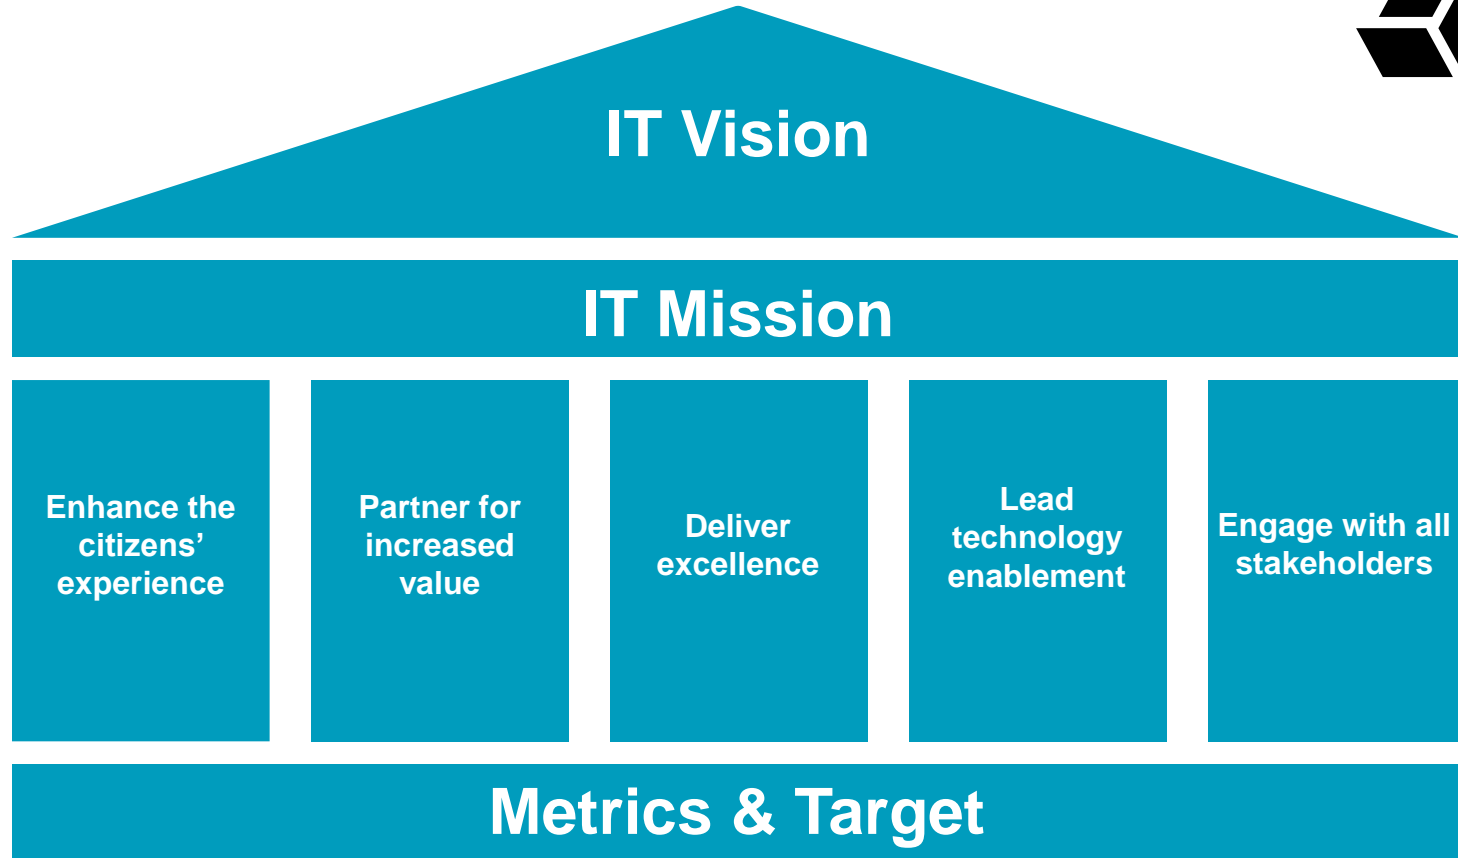 IT Vision
IT Mission
Enhance the
citizens’
experience
Partner for
increased
value
Deliver
excellence
Lead
technology
enablement
Engage with all
stakeholders
Metrics & Target